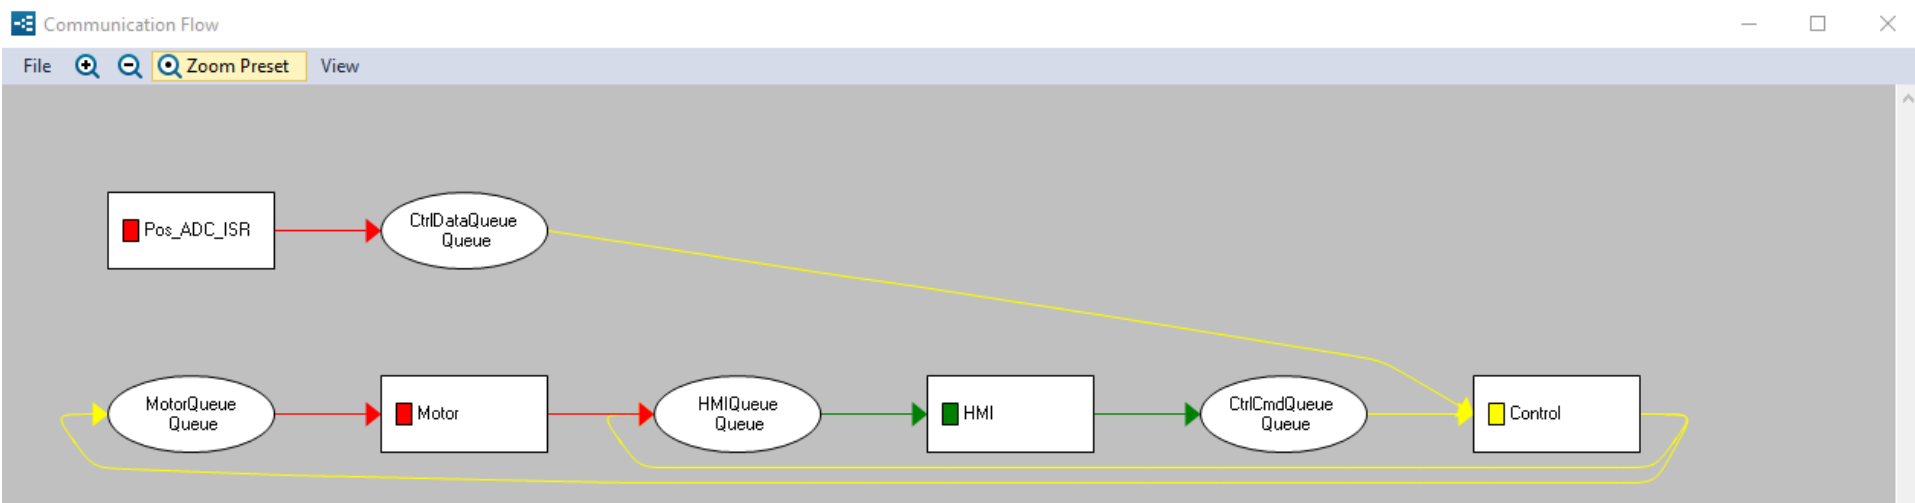 Communication Flow
File Zoom Preset View
Pos_ADC_ISR
CtrlDataQueue
Queue
MotorQueue
Queue
Motor
HMIQueue
Queue
HMI
CtrlCmdQueue
Queue
Control